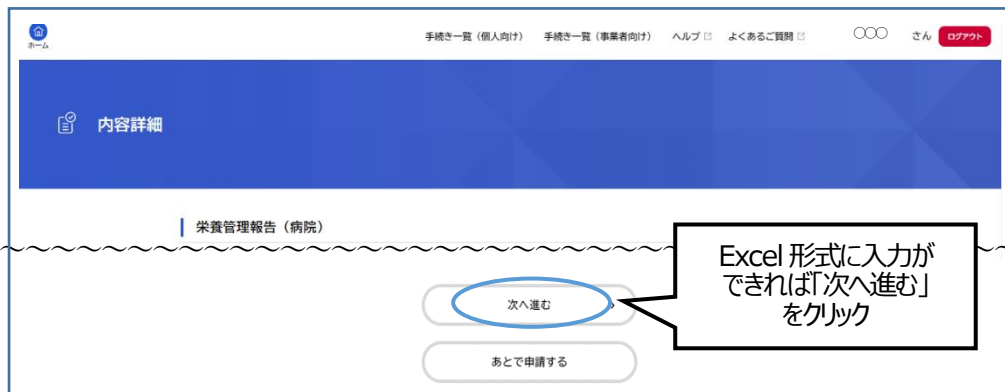 ホーム
手続き一覧（個人向け） 手続き一覧（事業者向け） ヘルプ よくあるご質問 ○○○ さん ログアウト
内容詳細
栄養管理報告（病院）
Excel 形式に入力が
できれば「次へ進む」
をクリック
次へ進む
あとで申請する